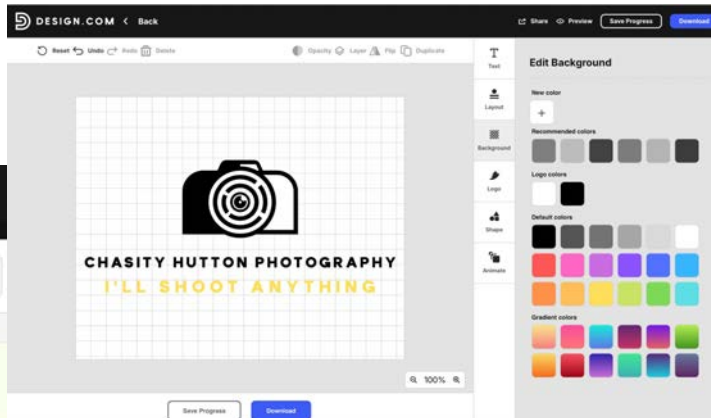 DESIGN.COM < Back
Share Preview Save Progress Download
Reset Undo Redo Delete
Opacity Layer Flip Duplicate
Text
Layout
Background
Logo
Shape
Animate
Edit Background
New color
+
Recommended colors
Logo colors
Default colors
Gradient colors
CHASITY HUTTON PHOTOGRAPHY
I'LL SHOOT ANYTHING
100%
Save Progress Download